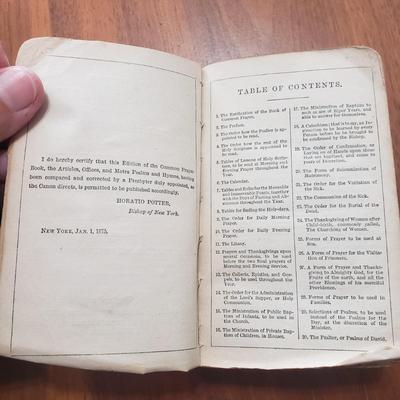 I do hereby certify that this Edition of the Common Prayer
Book, the Articles, Offices, and Metre Psalms and Hymns, having
been compared and corrected by a Presbyter duly appointed, as
the Canon directs, is permitted to be published accordingly.
HORATIO POTTER,
Bishop of New York.
NEW YORK, JAN. 1, 1873.
TABLE OF CONTENTS.
1. The Ratification of the Book of
Common Prayer.
2. The Preface.
3. The Order how the Psalter is ap-
pointed to be read.
4. The Order how the rest of the
Holy Scripture is appointed to
be read.
5. Tables of Lessons of Holy Scrip-
ture, to be read at Morning and
Evening Prayer throughout the
Year.
6. The Calendar.
7. Tables and Rules for the Movable
and Immovable Feasts, together
with the Days of Fasting and Ab-
stinence throughout the Year.
8. Tables for finding the Holy-days.
9. The Order for Daily Morning
Prayer.
10. The Order for Daily Evening
Prayer.
11. The Litany.
12. Prayers and Thanksgivings upon
several occasions, to be used
before the two final prayers of
Morning and Evening Service.
13. The Collects, Epistles, and Gos-
pels, to be used throughout the
Year.
14. The Order for the Administration
of the Lord's Supper, or Holy
Communion.
15. The Ministration of Public Bap-
tism of Infants, to be used in
the Church.
16. The Ministration of Private Bap-
tism of Children, in Houses.
17. The Ministration of Baptism to
such as are of Riper Years, and
able to answer for themselves.
18. A Catechism; that is to say, an In-
struction to be learned by every
Person before he be brought to
be confirmed by the Bishop.
19. The Order of Confirmation, or
Laying on of Hands upon those
that are baptized, and come to
years of Discretion.
20. The Form of Solemnization of
Matrimony.
21. The Order for the Visitation of
the Sick.
22. The Communion of the Sick.
23. The Order for the Burial of the
Dead.
24. The Thanksgiving of Women after
Child-birth, commonly called,
The Churching of Women.
25. Forms of Prayer to be used at
Sea.
26. A Form of Prayer for the Visita-
tion of Prisoners.
27. A Form of Prayer and Thanks-
giving to Almighty God, for the
Fruits of the earth, and all the
other Blessings of his merciful
Providence.
28. Forms of Prayer to be used in
Families.
29. Selections of Psalms, to be used
instead of the Psalms for the
Day, at the discretion of the
Minister.
30. The Psalter, or Psalms of David.